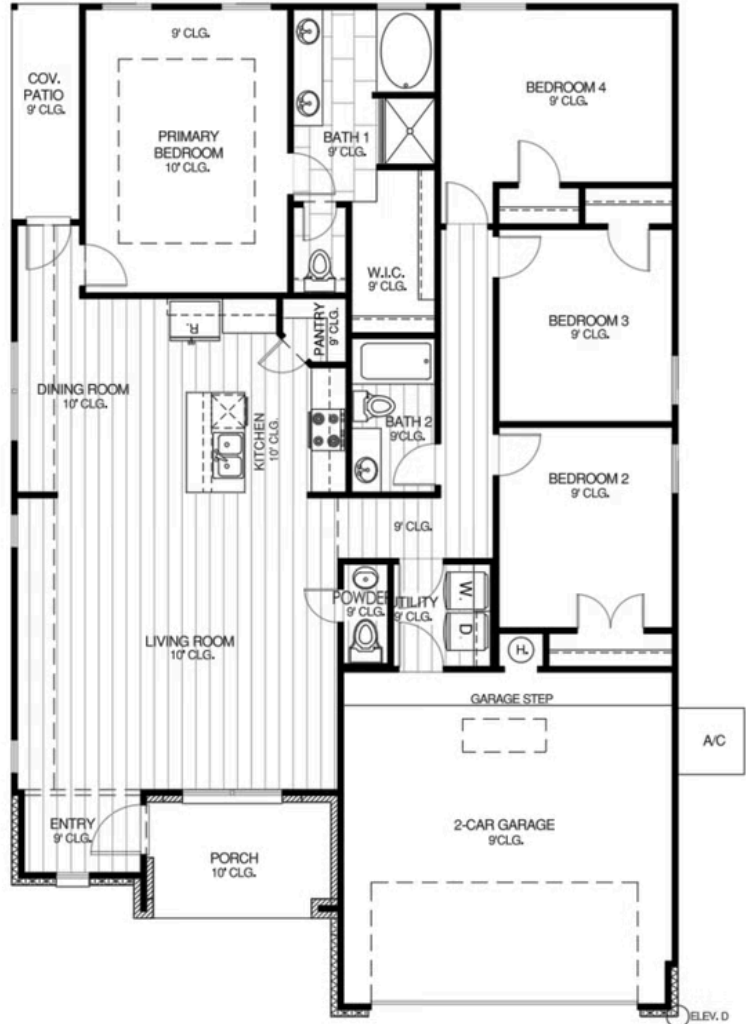 9' CLG.
COV.
PATIO
9' CLG.
PRIMARY
BEDROOM
10' CLG.
BATH 1
9' CLG.
BEDROOM 4
9' CLG.
W.I.C.
9' CLG.
PANTRY
9' CLG.
R.
BEDROOM 3
9' CLG.
DINING ROOM
10' CLG.
KITCHEN
10' CLG.
BATH 2
9'CLG.
BEDROOM 2
9' CLG.
9' CLG.
POWDER
9' CLG.
UTILITY
9' CLG.
W.
D.
H.
LIVING ROOM
10' CLG.
GARAGE STEP
A/C
ENTRY
9' CLG.
2-CAR GARAGE
9'CLG.
PORCH
10' CLG.
ELEV. D